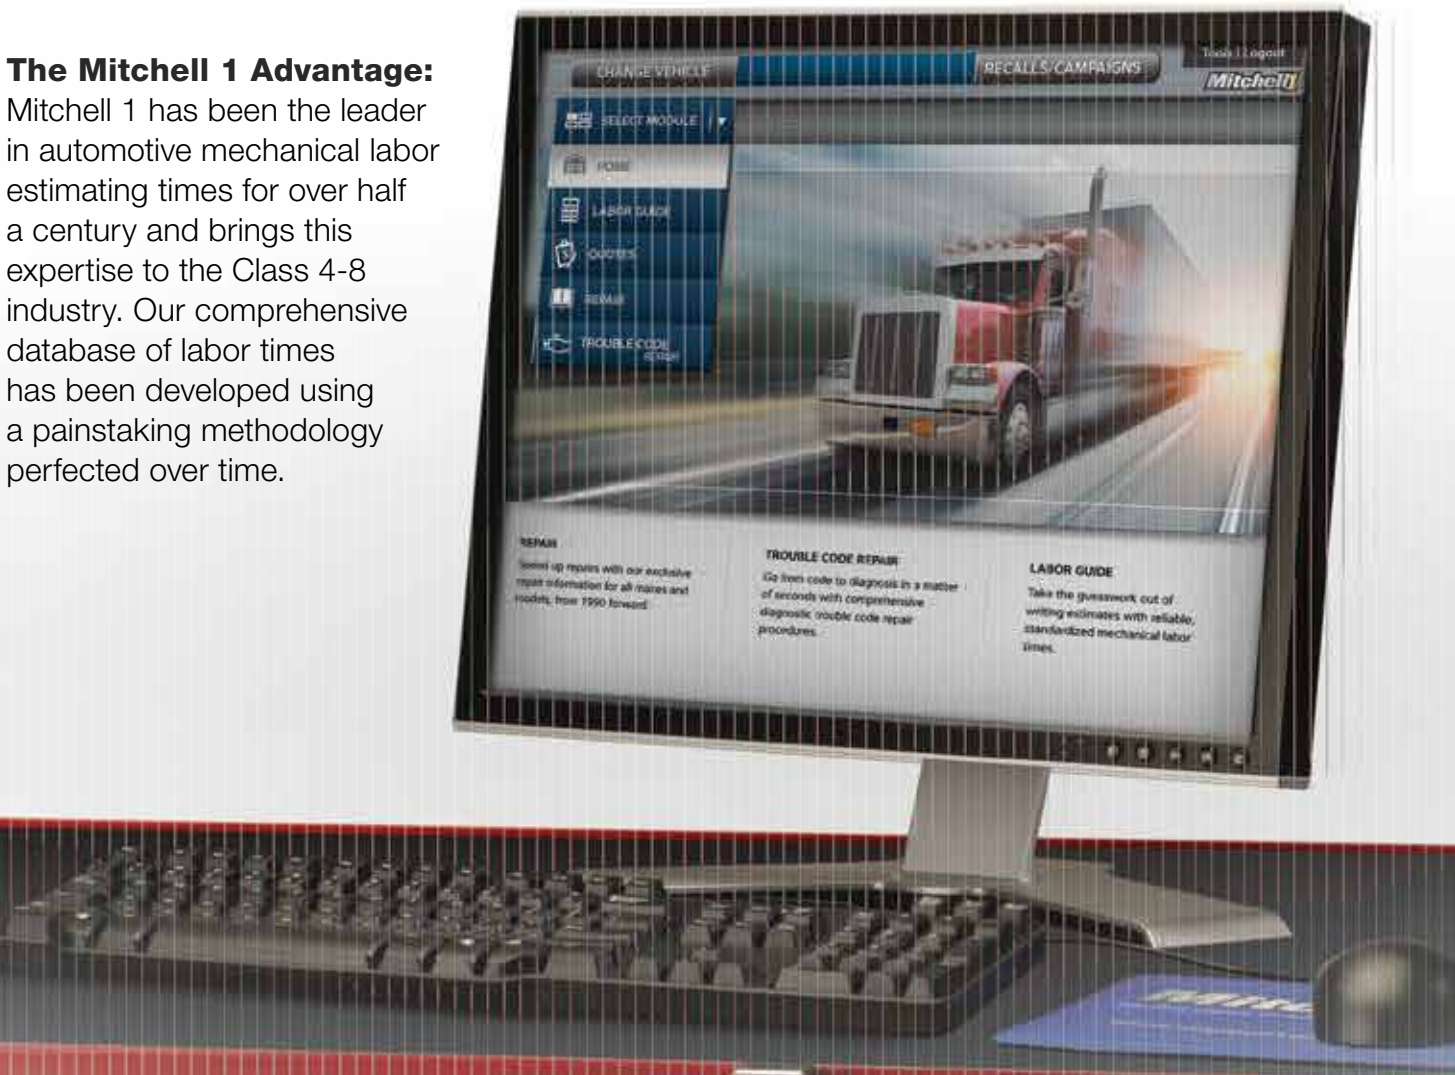 The Mitchell 1 Advantage:
Mitchell 1 has been the leader
in automotive mechanical labor
estimating times for over half
a century and brings this
expertise to the Class 4-8
industry. Our comprehensive
database of labor times
has been developed using
a painstaking methodology
perfected over time.
CHANGE VEHICLE
RECALLS/CAMPAIGNS
Tools | Logout
Mitchell1
SELECT MODULE
HOME
LABOR GUIDE
QUOTES
REPAIR
TROUBLE CODE
REPAIR
REPAIR
Speed up repairs with our exclusive
repair information for all makes and
models, from 1990 forward.
TROUBLE CODE REPAIR
Go from code to diagnosis in a matter
of seconds with comprehensive
diagnostic trouble code repair
procedures.
LABOR GUIDE
Take the guesswork out of
writing estimates with reliable,
standardized mechanical labor
times.